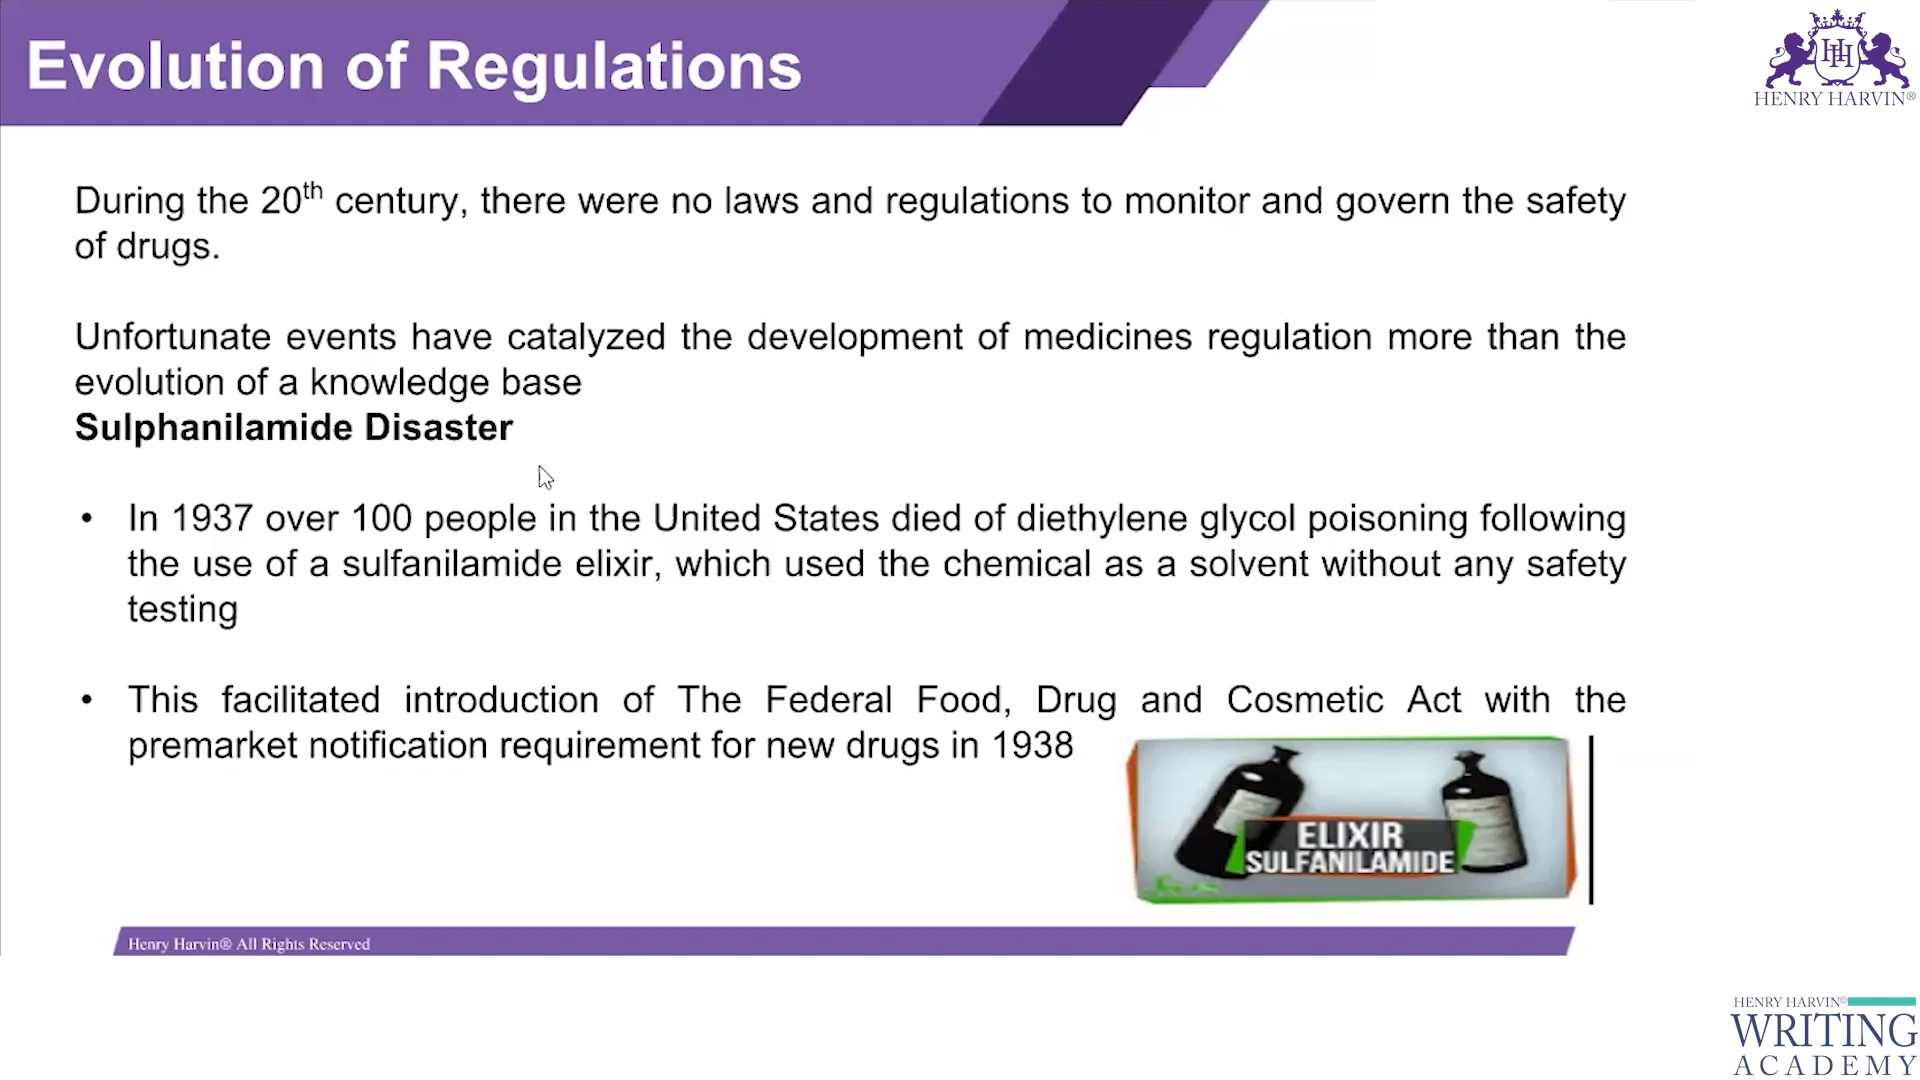 Evolution of Regulations
HENRY HARVIN®
During the 20th century, there were no laws and regulations to monitor and govern the safety
of drugs.
Unfortunate events have catalyzed the development of medicines regulation more than the
evolution of a knowledge base
Sulphanilamide Disaster
• In 1937 over 100 people in the United States died of diethylene glycol poisoning following
the use of a sulfanilamide elixir, which used the chemical as a solvent without any safety
testing
• This facilitated introduction of The Federal Food, Drug and Cosmetic Act with the
premarket notification requirement for new drugs in 1938
ELIXIR
SULFANILAMIDE
Henry Harvin® All Rights Reserved
HENRY HARVIN®
WRITING
ACADEMY